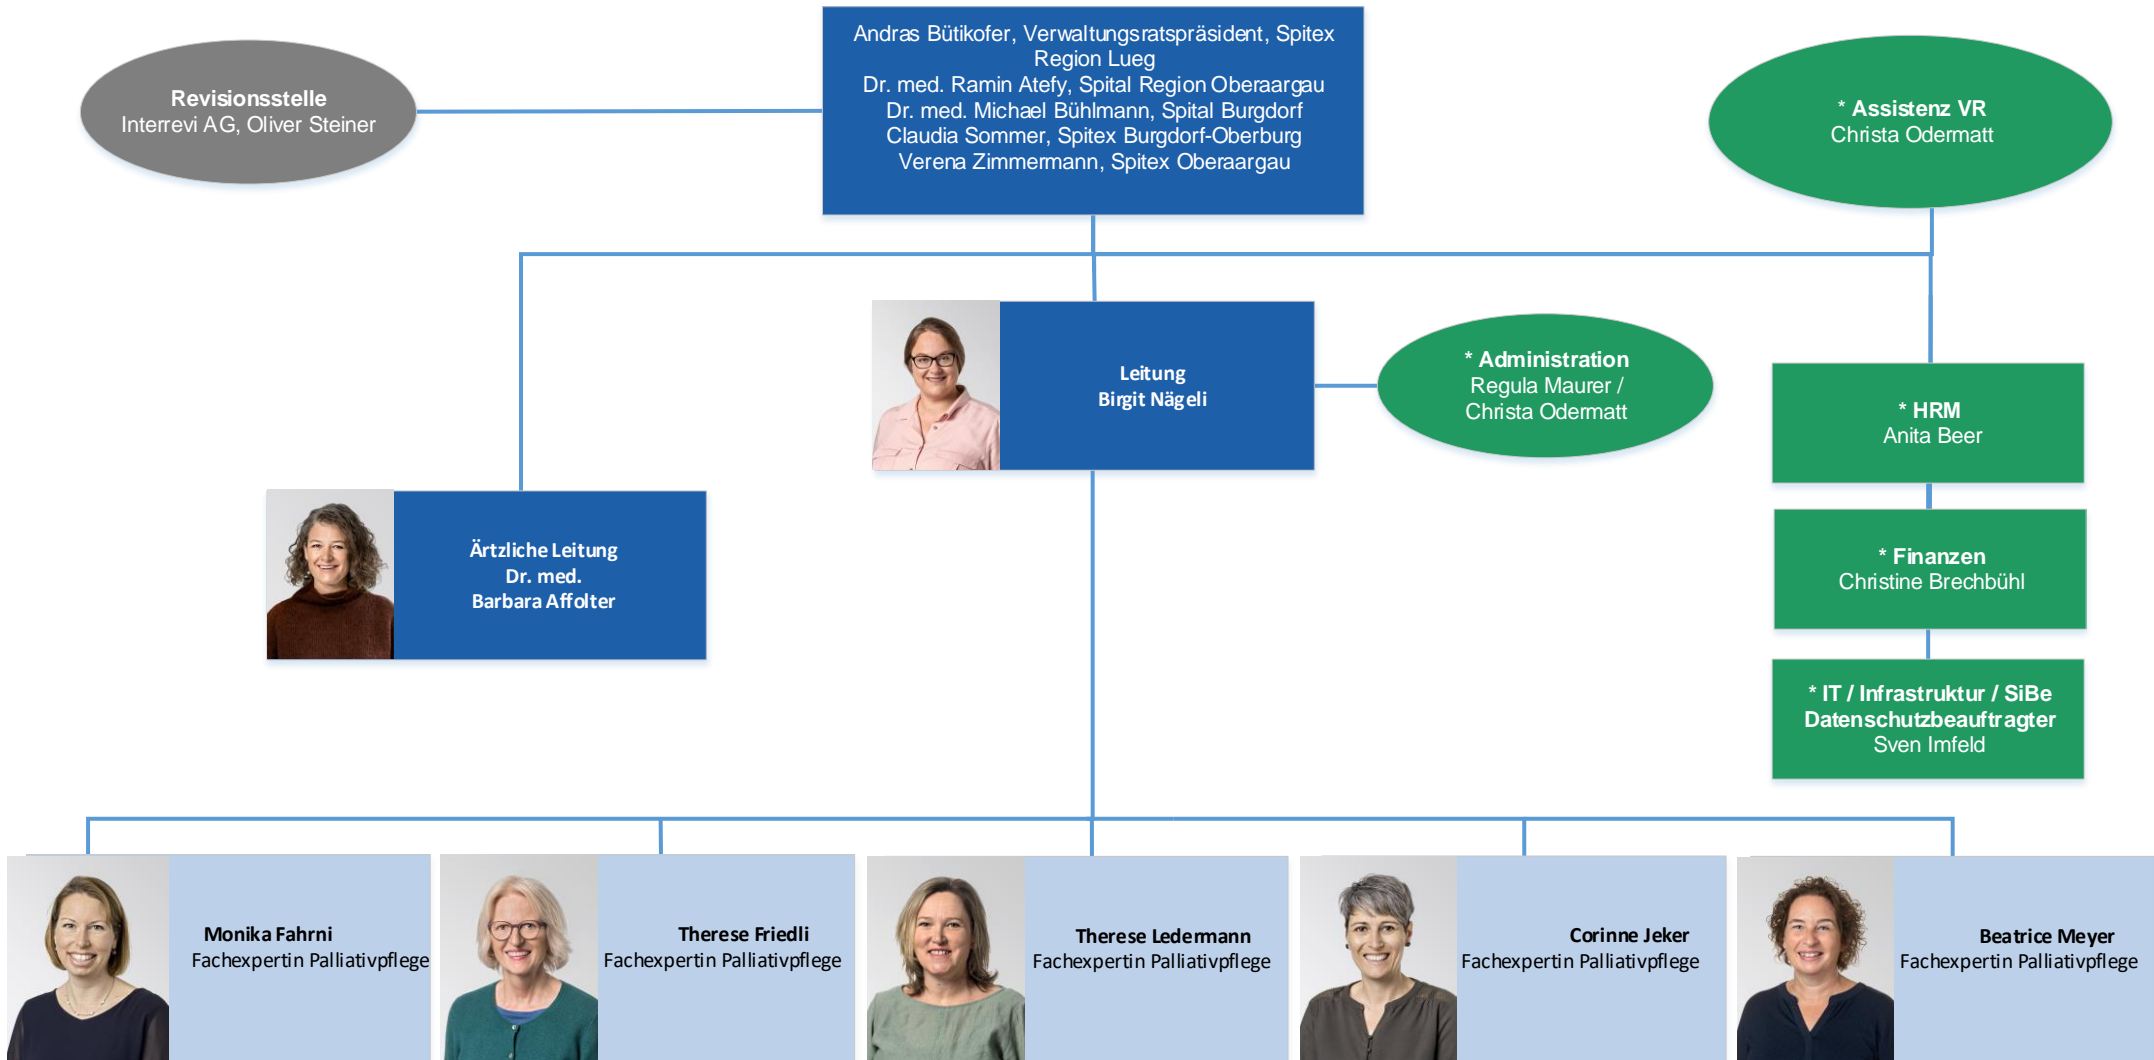 Andras Bütikofer, Verwaltungsratspräsident, Spitex
Region Lueg
Dr. med. Ramin Atefy, Spital Region Oberaargau
Dr. med. Michael Bühlmann, Spital Burgdorf
Claudia Sommer, Spitex Burgdorf-Oberburg
Verena Zimmermann, Spitex Oberaargau
Revisionsstelle
Interrevi AG, Oliver Steiner
* Assistenz VR
Christa Odermatt
Leitung
Birgit Nägeli
* Administration
Regula Maurer /
Christa Odermatt
* HRM
Anita Beer
Ärtzliche Leitung
Dr. med.
Barbara Affolter
* Finanzen
Christine Brechbühl
* IT / Infrastruktur / SiBe
Datenschutzbeauftragter
Sven Imfeld
Monika Fahrni
Fachexpertin Palliativpflege
Therese Friedli
Fachexpertin Palliativpflege
Therese Ledermann
Fachexpertin Palliativpflege
Corinne Jeker
Fachexpertin Palliativpflege
Beatrice Meyer
Fachexpertin Palliativpflege